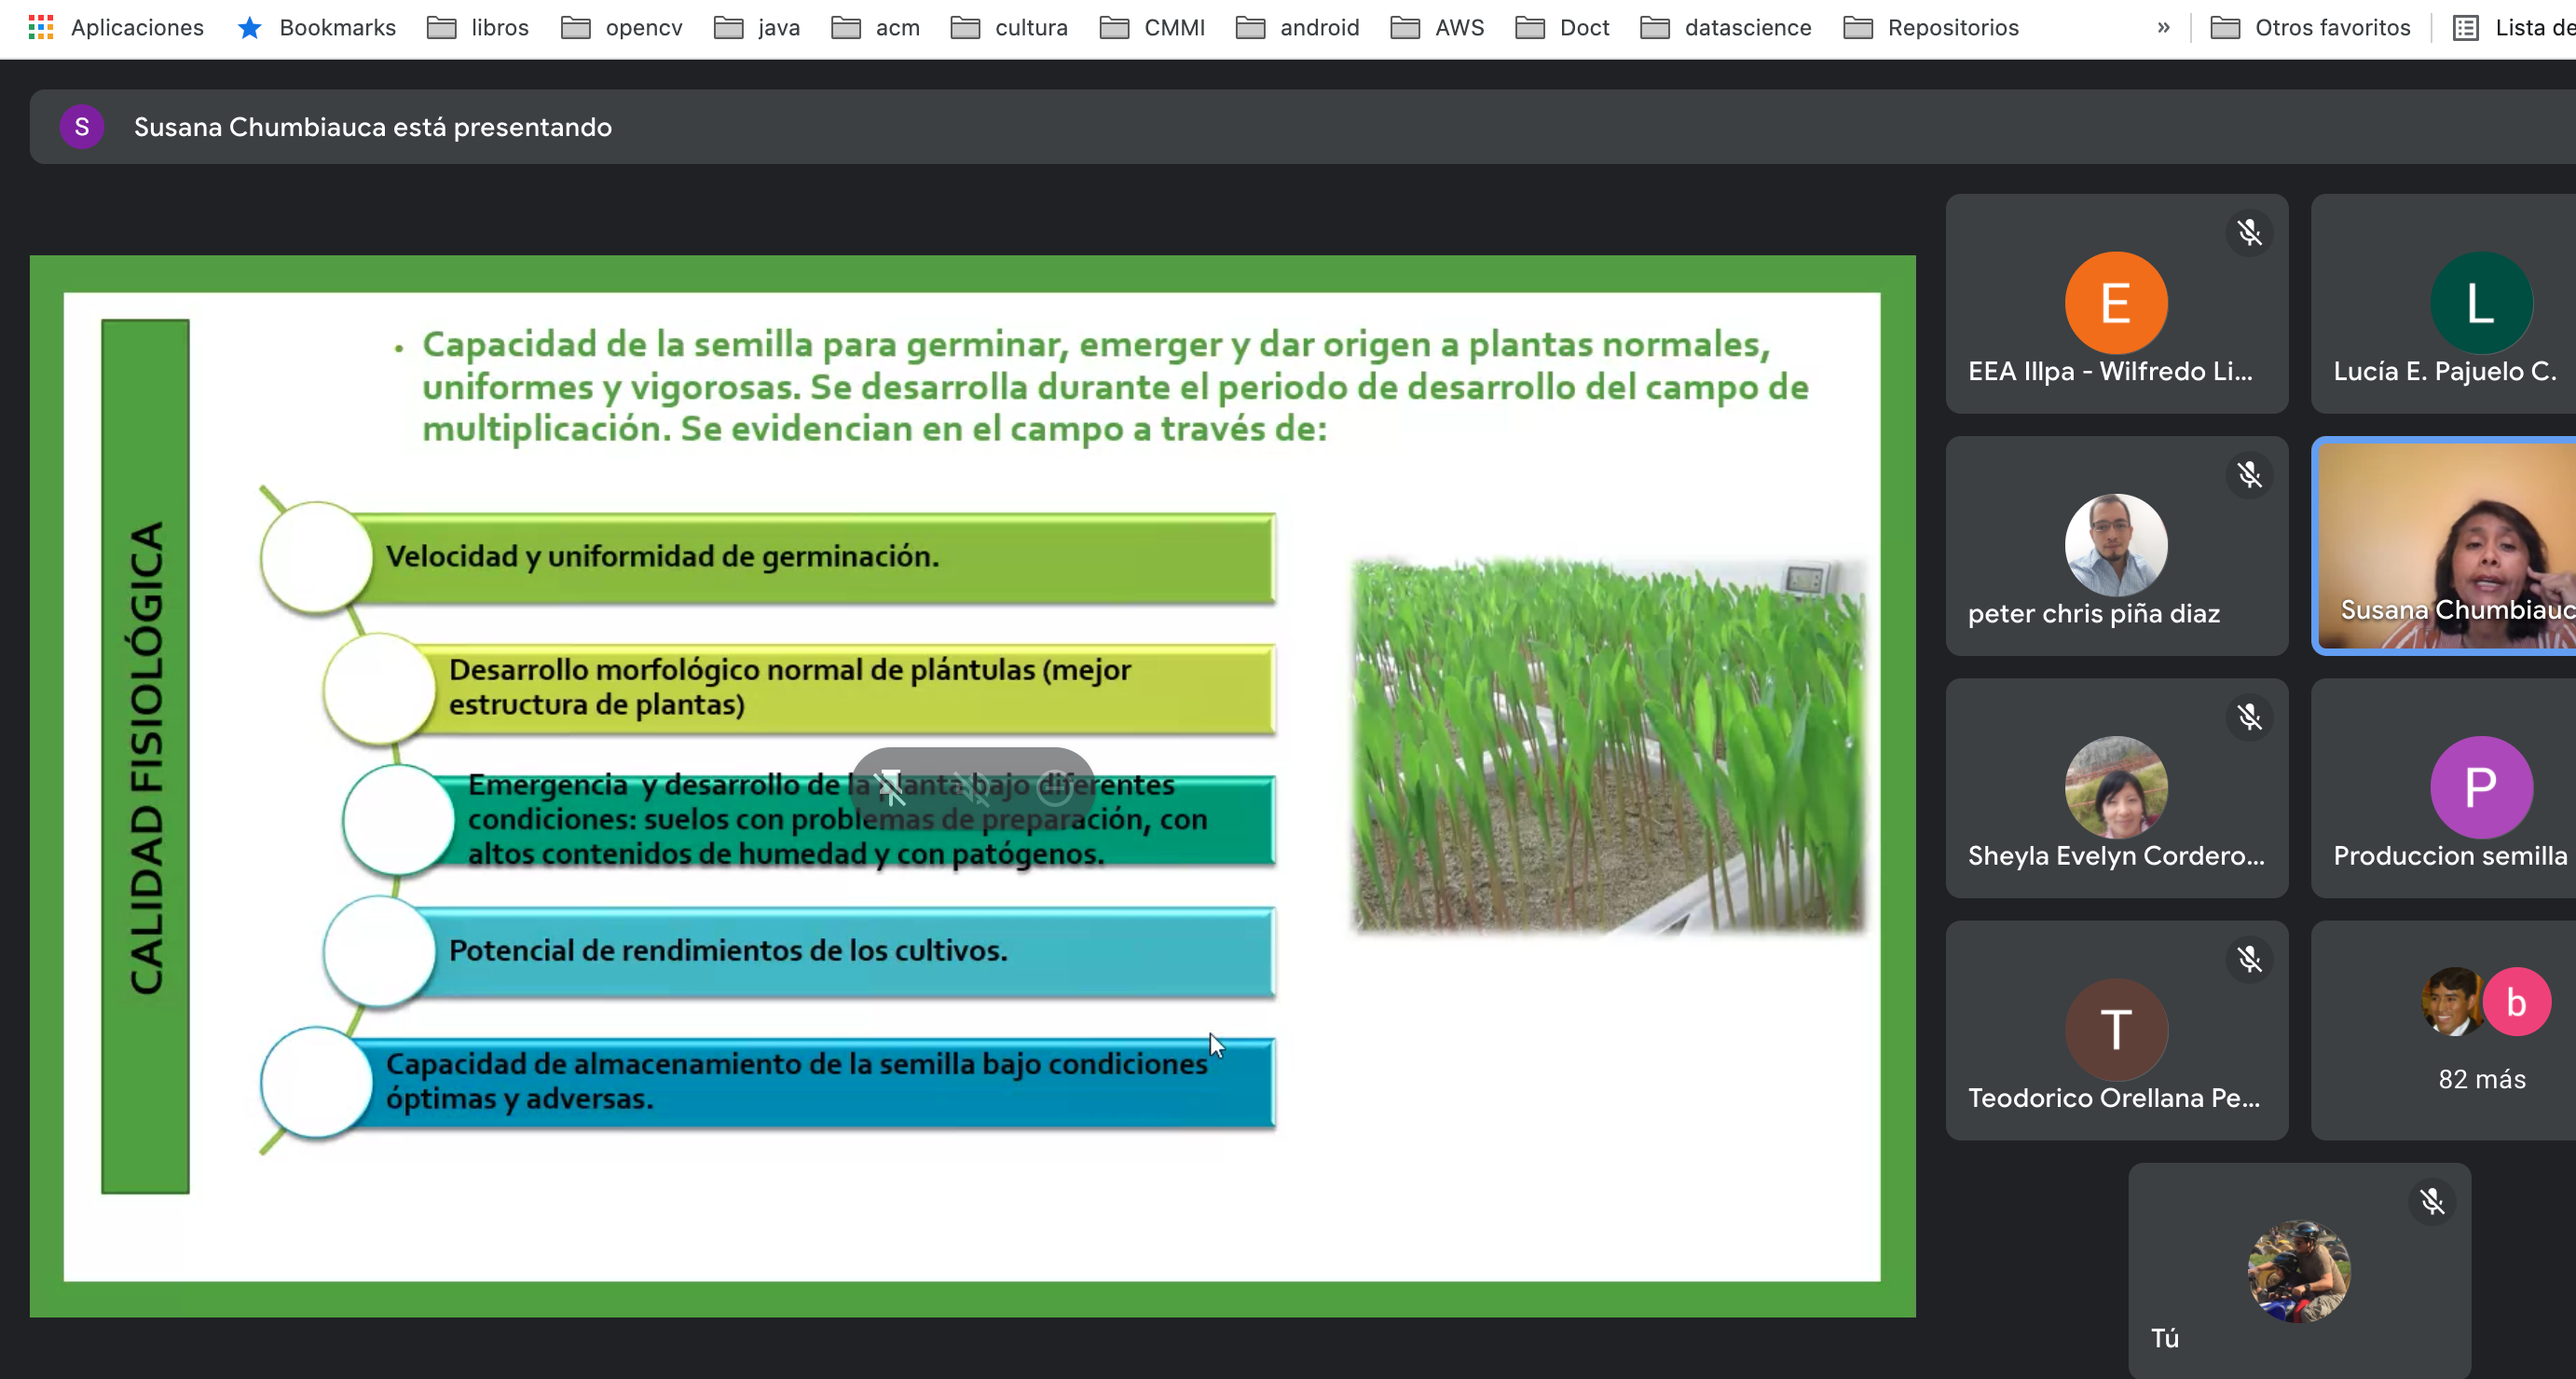 Aplicaciones Bookmarks libros opencv java acm cultura CMMI android AWS Doct datascience Repositorios » Otros favoritos Lista de
S Susana Chumbiauca está presentando
CALIDAD FISIOLÓGICA
• Capacidad de la semilla para germinar, emerger y dar origen a plantas normales,
uniformes y vigorosas. Se desarrolla durante el periodo de desarrollo del campo de
multiplicación. Se evidencian en el campo a través de:
Velocidad y uniformidad de germinación.
Desarrollo morfológico normal de plántulas (mejor
estructura de plantas)
Emergencia y desarrollo de la planta bajo diferentes
condiciones: suelos con problemas de preparación, con
altos contenidos de humedad y con patógenos.
Potencial de rendimientos de los cultivos.
Capacidad de almacenamiento de la semilla bajo condiciones
óptimas y adversas.
E
EEA Illpa - Wilfredo Li...
L
Lucía E. Pajuelo C.
peter chris piña diaz
Susana Chumbiauc
Sheyla Evelyn Cordero...
P
Produccion semilla
T
Teodorico Orellana Pe...
b
82 más
Tú